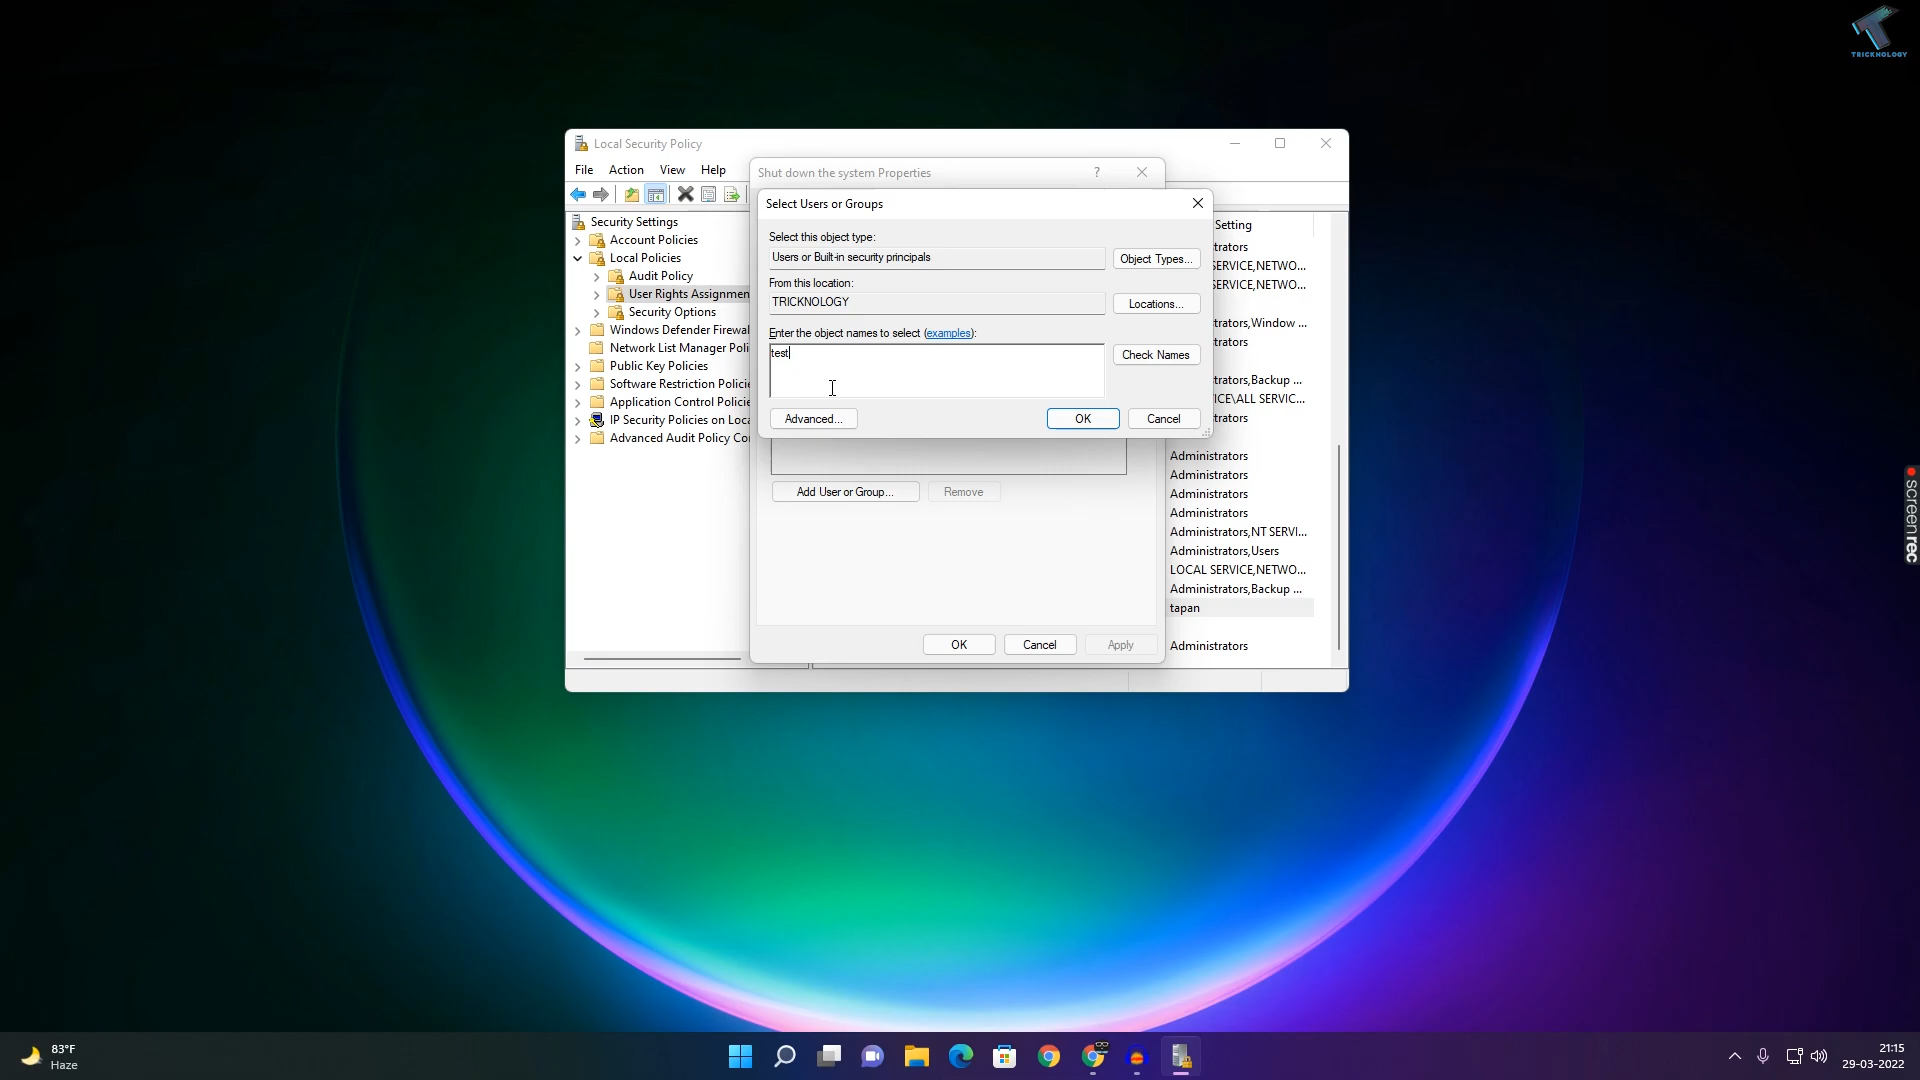 TRICKNOLOGY
Local Security Policy
File Action View Help
Shut down the system Properties
Select Users or Groups
Select this object type:
Users or Built-in security principals
Object Types...
From this location:
TRICKNOLOGY
Locations...
Enter the object names to select (examples):
test
Check Names
Advanced...
OK
Cancel
Security Settings
Account Policies
Local Policies
Audit Policy
User Rights Assignmen
Security Options
Windows Defender Firewal
Network List Manager Poli
Public Key Policies
Software Restriction Policie
Application Control Policie
IP Security Policies on Loca
Advanced Audit Policy Co
Add User or Group...
Remove
OK
Cancel
Apply
Setting
trators
SERVICE,NETWO...
SERVICE,NETWO...
trators,Window ...
trators
trators,Backup ...
ICE\ALL SERVIC...
trators
Administrators
Administrators
Administrators
Administrators
Administrators,NT SERVI...
Administrators,Users
LOCAL SERVICE,NETWO...
Administrators,Backup ...
tapan
Administrators
screenrec
83°F
Haze
21:15
29-03-2022